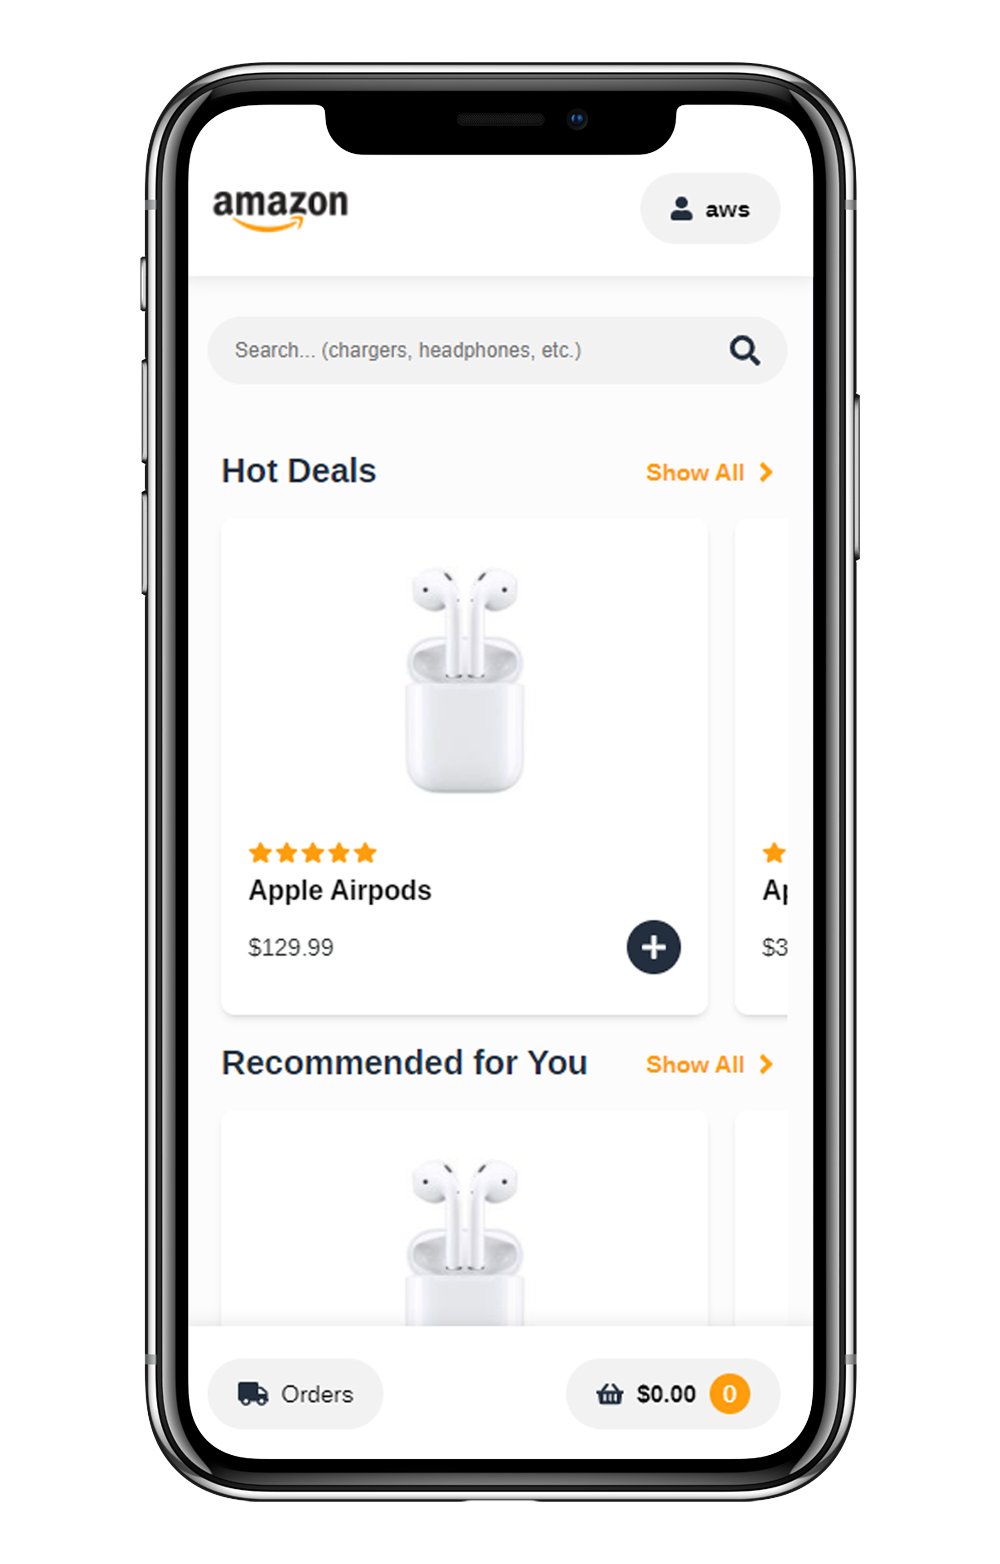 amazon
aws
Search... (chargers, headphones, etc.)
Hot Deals
Show All
Apple Airpods
$129.99
Ap
$3
Recommended for You
Show All
Orders
$0.00 0